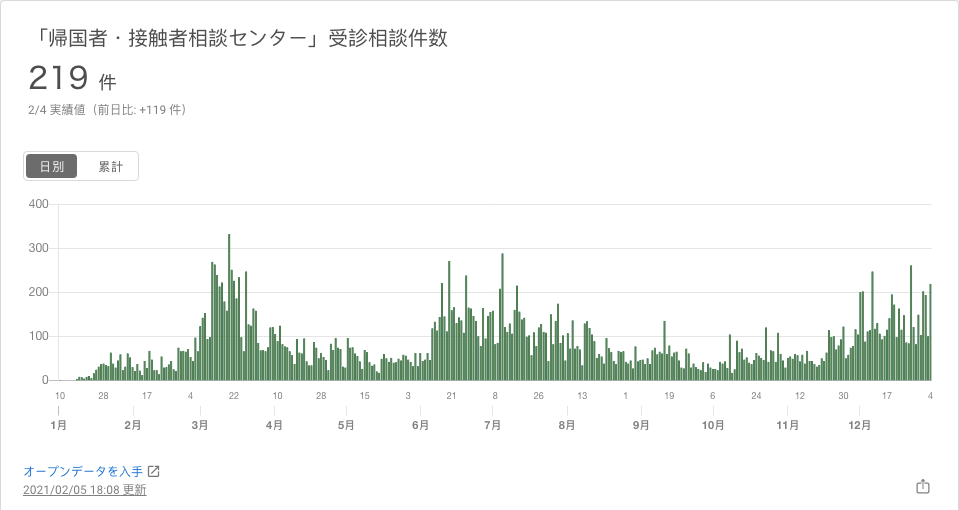 「帰国者・接触者相談センター」受診相談件数
219 件
2/4 実績値（前日比: +119 件）
日別 累計
400
300
200
100
0
10 28 17 4 22 10 28 15 3 21 8 26 13 1 19 6 24 12 30 17 4
1月 2月 3月 4月 5月 6月 7月 8月 9月 10月 11月 12月
オープンデータを入手
2021/02/05 18:08 更新